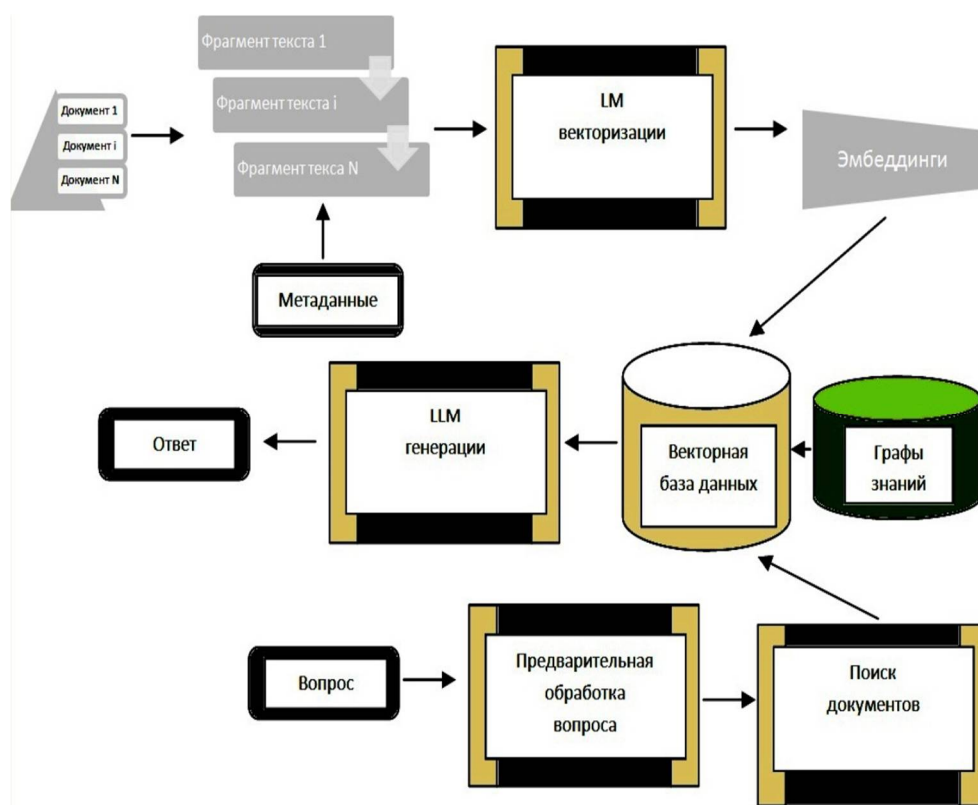 Фрагмент текста 1
Фрагмент текста i
Фрагмент текса N
Документ 1
Документ i
Документ N
LM
векторизации
Эмбеддинги
Метаданные
Ответ
LLM
генерации
Векторная
база данных
Графы
знаний
Вопрос
Предварительная
обработка
вопроса
Поиск
документов